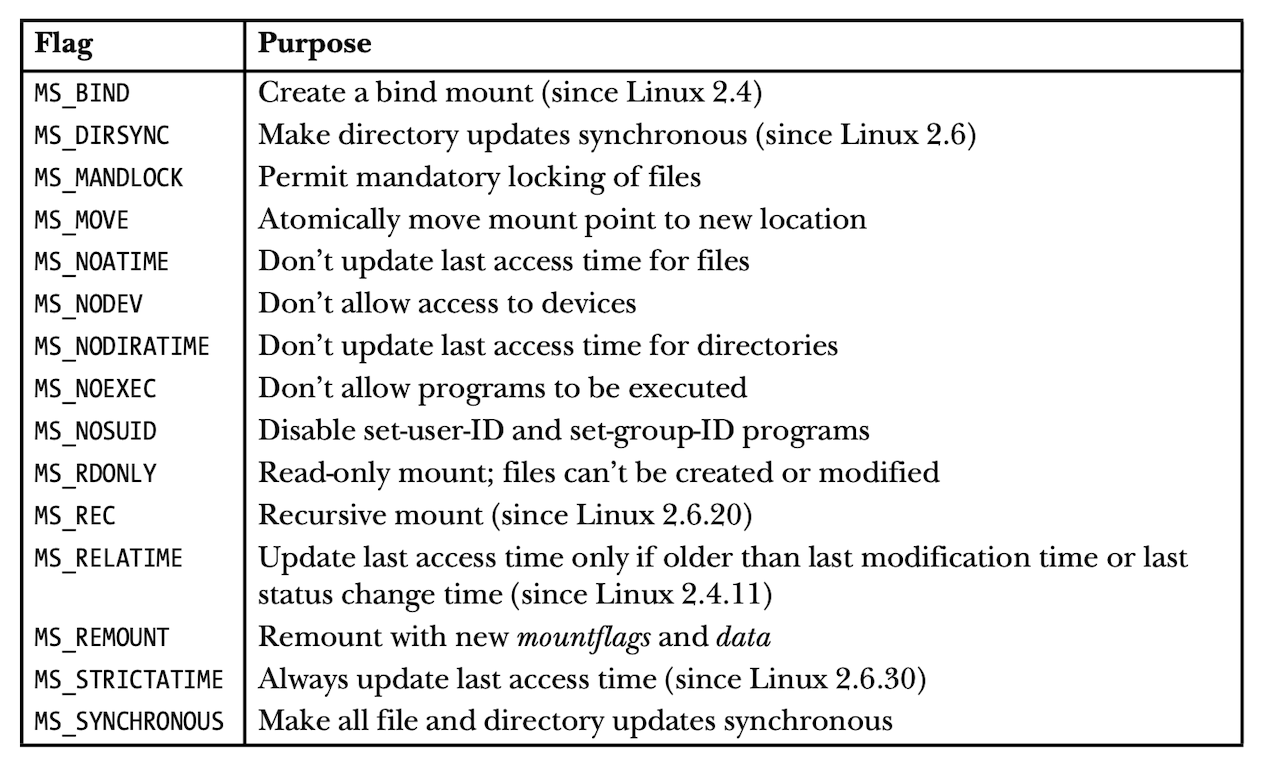 Flag Purpose
MS_BIND Create a bind mount (since Linux 2.4)
MS_DIRSYNC Make directory updates synchronous (since Linux 2.6)
MS_MANDLOCK Permit mandatory locking of files
MS_MOVE Atomically move mount point to new location
MS_NOATIME Don’t update last access time for files
MS_NODEV Don’t allow access to devices
MS_NODIRATIME Don’t update last access time for directories
MS_NOEXEC Don’t allow programs to be executed
MS_NOSUID Disable set-user-ID and set-group-ID programs
MS_RDONLY Read-only mount; files can’t be created or modified
MS_REC Recursive mount (since Linux 2.6.20)
MS_RELATIME Update last access time only if older than last modification time or last
status change time (since Linux 2.4.11)
MS_REMOUNT Remount with new mountflags and data
MS_STRICTATIME Always update last access time (since Linux 2.6.30)
MS_SYNCHRONOUS Make all file and directory updates synchronous